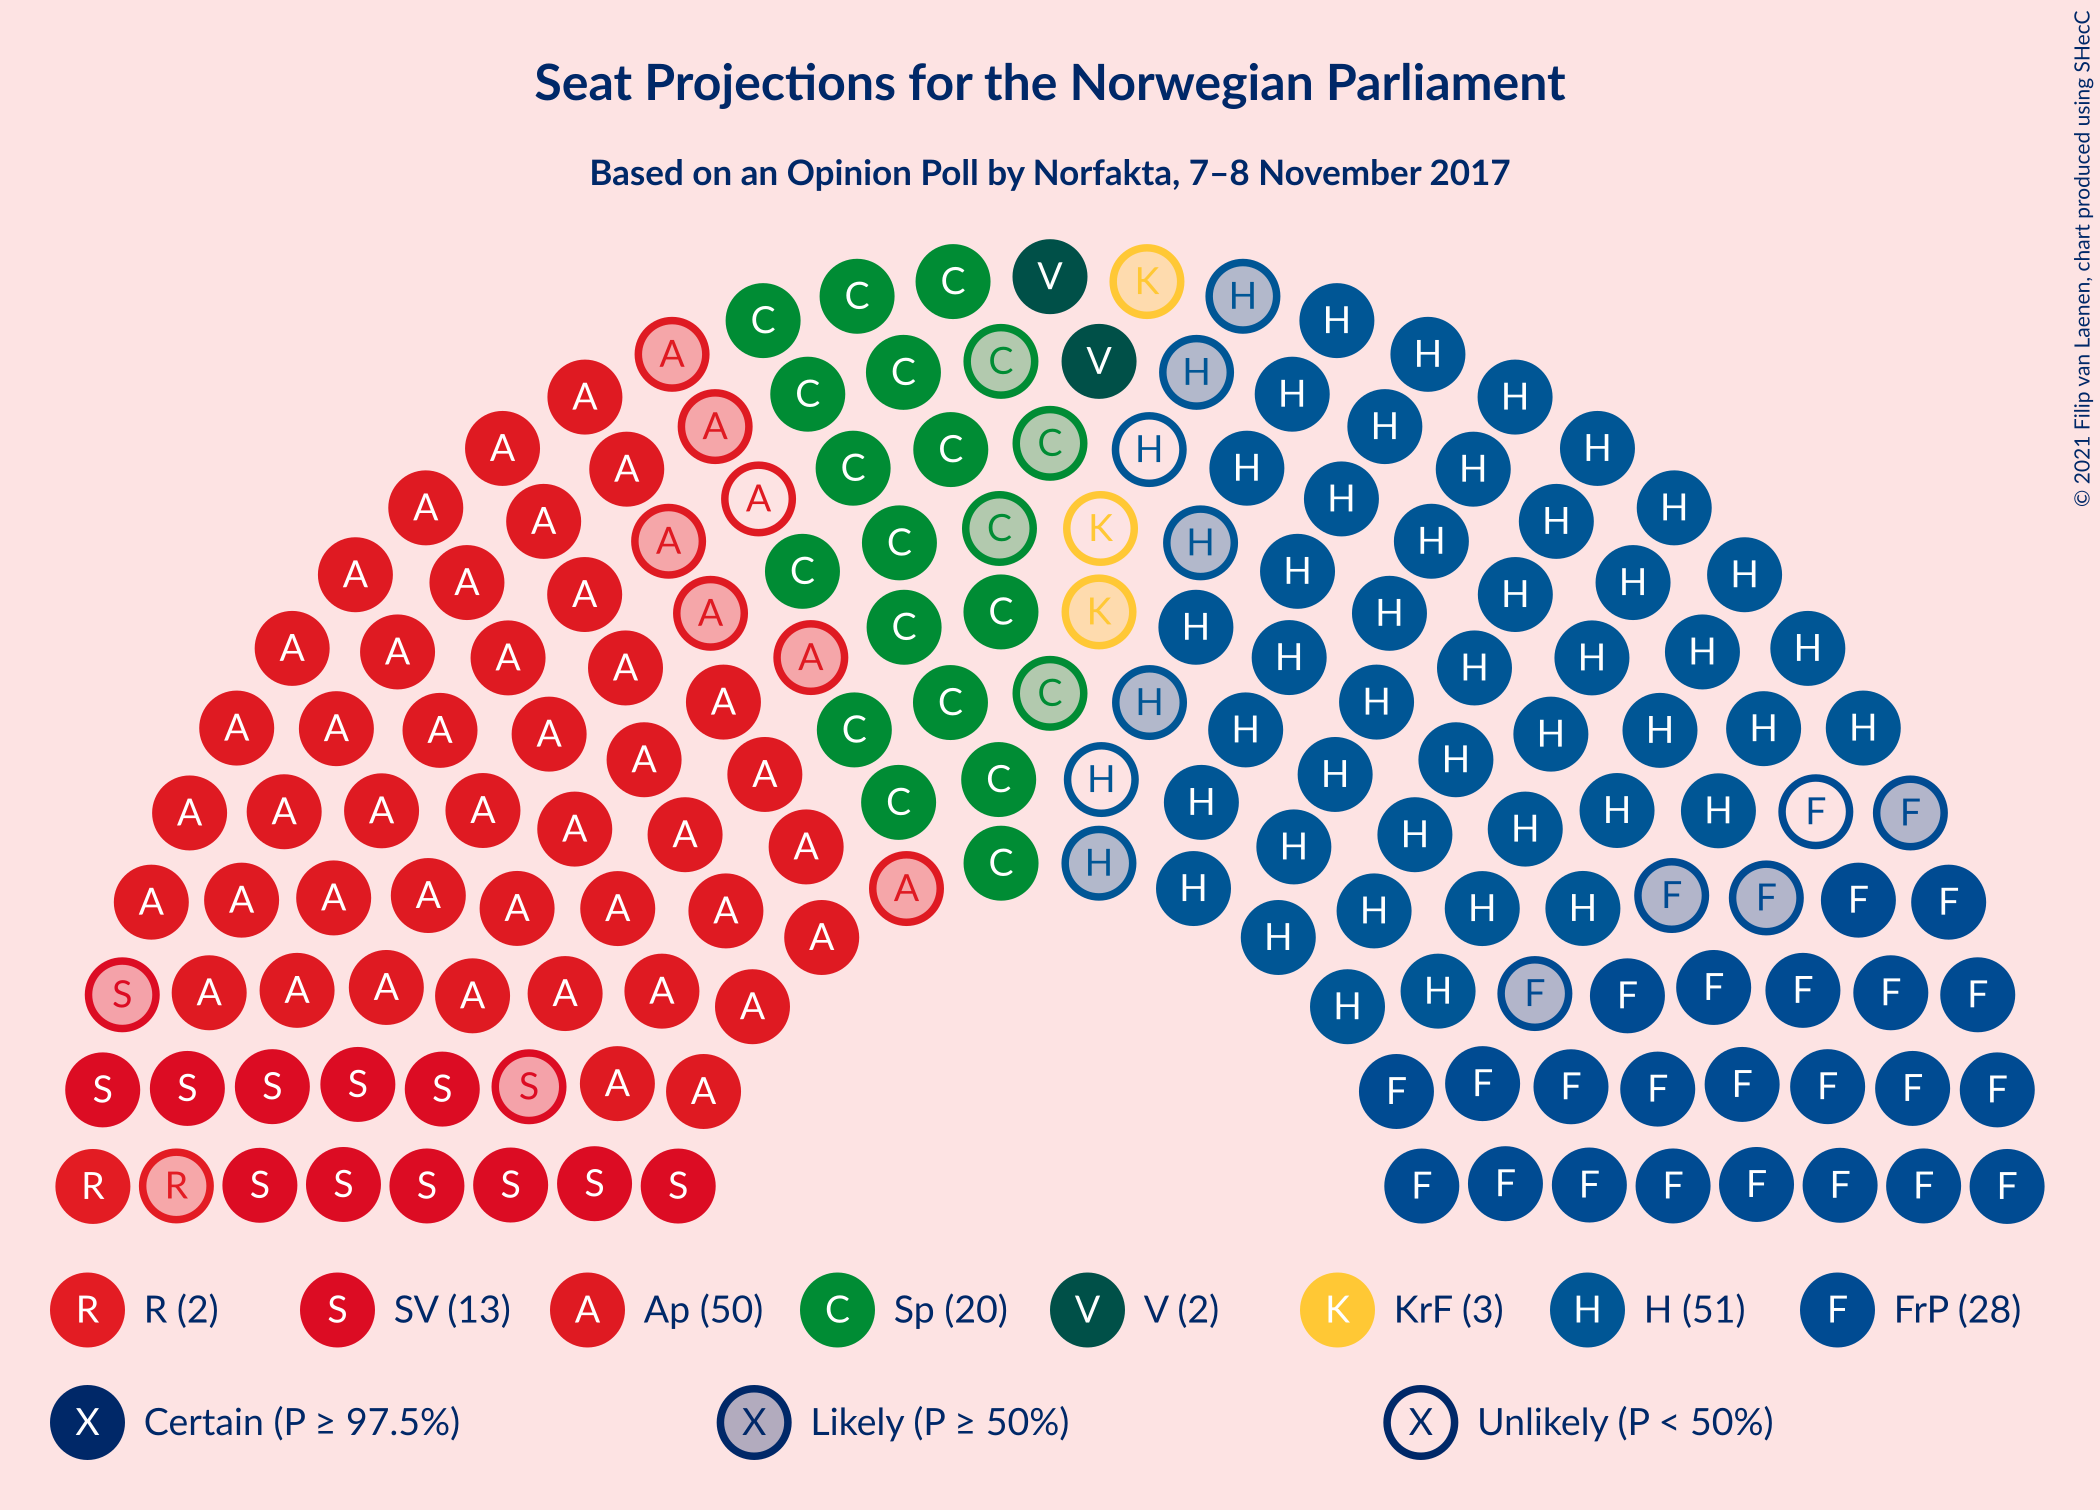 © 2021 Filip van Laenen, chart produced using SHecC
Seat Projections for the Norwegian Parliament
Based on an Opinion Poll by Norfakta, 7–8 November 2017
C C V K H
C H
A C C V H H
A C H H
A A C C H H H
A C H H
A A H H
A A C C K H H H
A A A C H H H H
A C C K H H
A A A A A H H H H H
A C C H H
A A A A C H H H H H
A A C H H H
A A A A A A C H H H H H F F
A C H H
A A A A A A A A H H H H F F F F
A H
S A A A A A A A H H F F F F F F
S S S S S S A A F F F F F F F F
R R S S S S S S F F F F F F F F
R R (2) S SV (13) A Ap (50) C Sp (20) V V (2) K KrF (3) H H (51) F FrP (28)
X Certain (P ≥ 97.5%) X Likely (P ≥ 50%) X Unlikely (P < 50%)